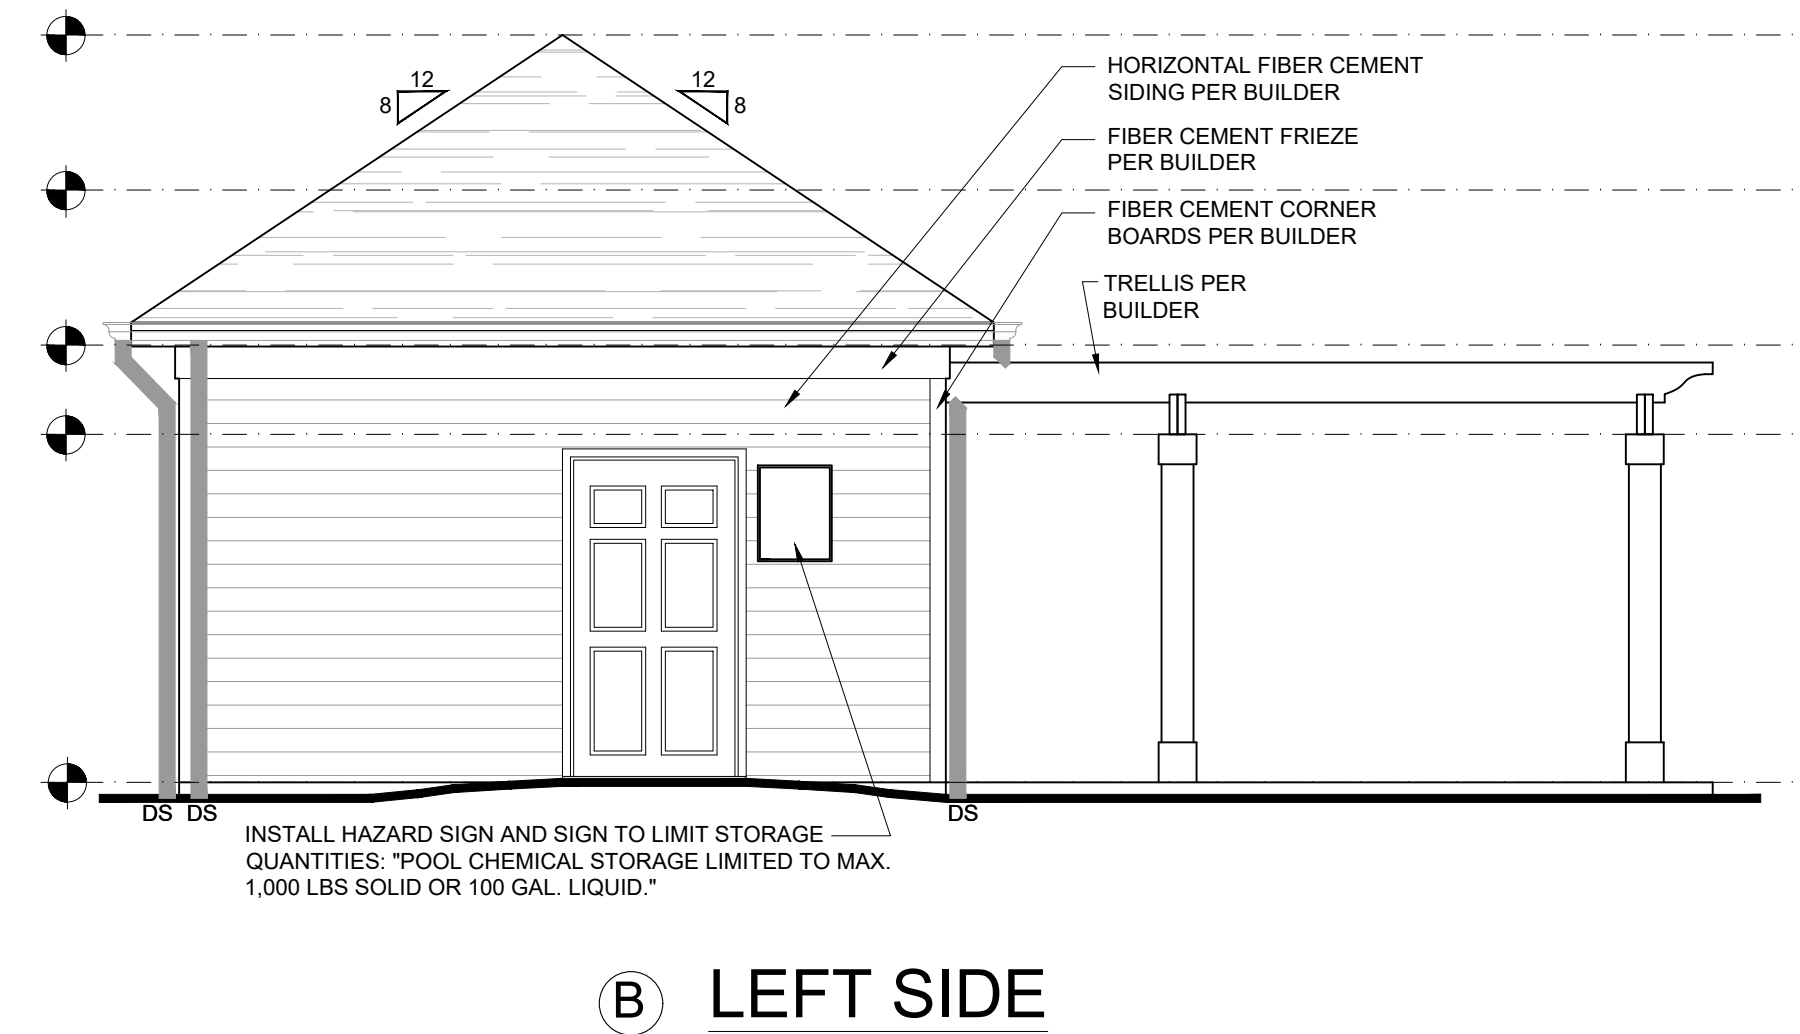 12
8
12
8
HORIZONTAL FIBER CEMENT
SIDING PER BUILDER
FIBER CEMENT FRIEZE
PER BUILDER
FIBER CEMENT CORNER
BOARDS PER BUILDER
TRELLIS PER
BUILDER
DS DS
DS
INSTALL HAZARD SIGN AND SIGN TO LIMIT STORAGE
QUANTITIES: "POOL CHEMICAL STORAGE LIMITED TO MAX.
1,000 LBS SOLID OR 100 GAL. LIQUID."
B LEFT SIDE